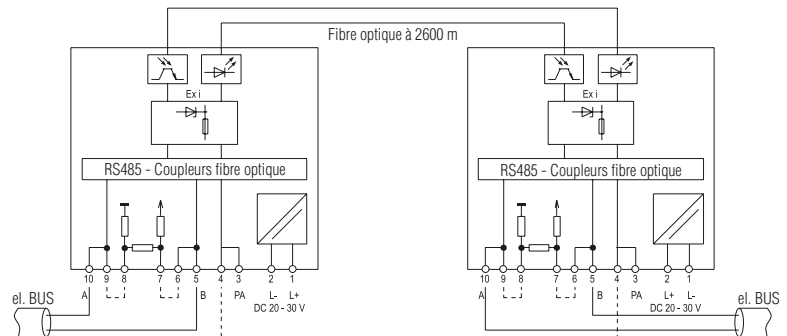 Fibre optique à 2600 m
Ex i
Ex i
RS485 - Coupleurs fibre optique
RS485 - Coupleurs fibre optique
10 9 8 7 6 5 4 3 2 1
10 9 8 7 6 5 4 3 2 1
el. BUS A B PA L- L+
DC 20 - 30 V
A B PA L+ L- el. BUS
DC 20 - 30 V